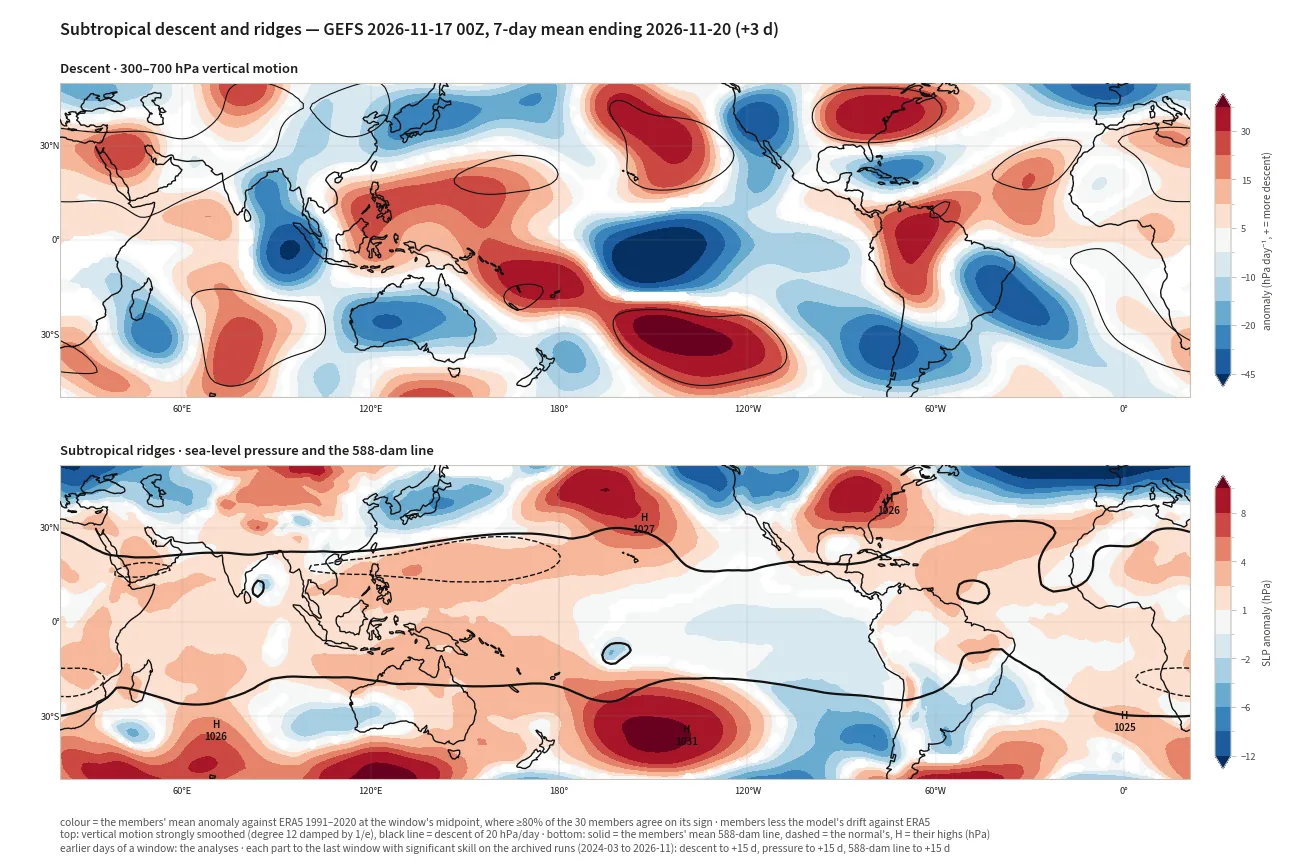 Subtropical descent and ridges — GEFS 2026-11-17 00Z, 7-day mean ending 2026-11-20 (+3 d)
Descent · 300–700 hPa vertical motion
30°N
0°
30°S
60°E
120°E
180°
120°W
60°W
0°
30
15
5
−10
−20
−45
anomaly (hPa day⁻¹, + = more descent)
Subtropical ridges · sea-level pressure and the 588-dam line
30°N
0°
30°S
H
1027
H
1026
H
1026
H
1031
H
1025
60°E
120°E
180°
120°W
60°W
0°
8
4
1
−2
−6
−12
SLP anomaly (hPa)
colour = the members' mean anomaly against ERA5 1991–2020 at the window's midpoint, where ≥80% of the 30 members agree on its sign · members less the model's drift against ERA5
top: vertical motion strongly smoothed (degree 12 damped by 1/e), black line = descent of 20 hPa/day · bottom: solid = the members' mean 588-dam line, dashed = the normal's, H = their highs (hPa)
earlier days of a window: the analyses · each part to the last window with significant skill on the archived runs (2024-03 to 2026-11): descent to +15 d, pressure to +15 d, 588-dam line to +15 d